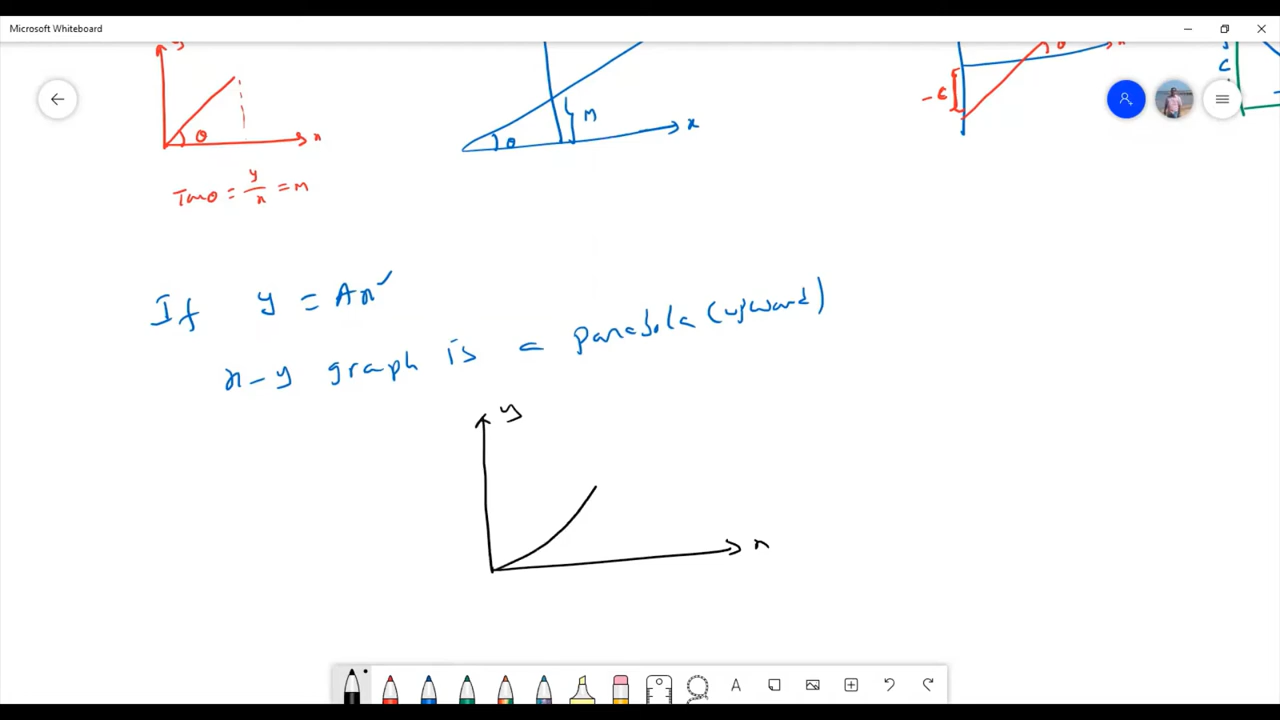 Microsoft Whiteboard
y
θ
x
Tanθ = y/x = M
M
θ
x
-c
θ
x
C
If y = Ax²
x-y graph is a parabola (upward)
y
x
A